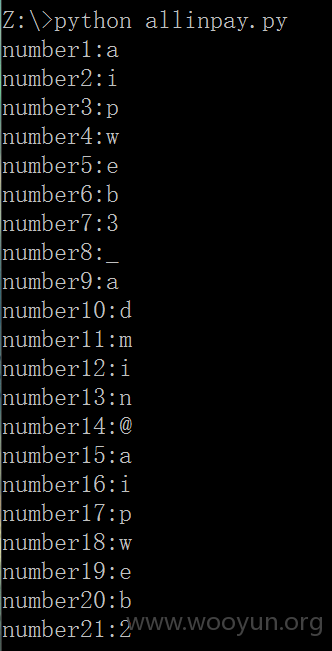 Z:\>python allinpay.py
number1:a
number2:i
number3:p
number4:w
number5:e
number6:b
number7:3
number8:_
number9:a
number10:d
number11:m
number12:i
number13:n
number14:@
number15:a
number16:i
number17:p
number18:w
number19:e
number20:b
number21:2
www.wooyun.org